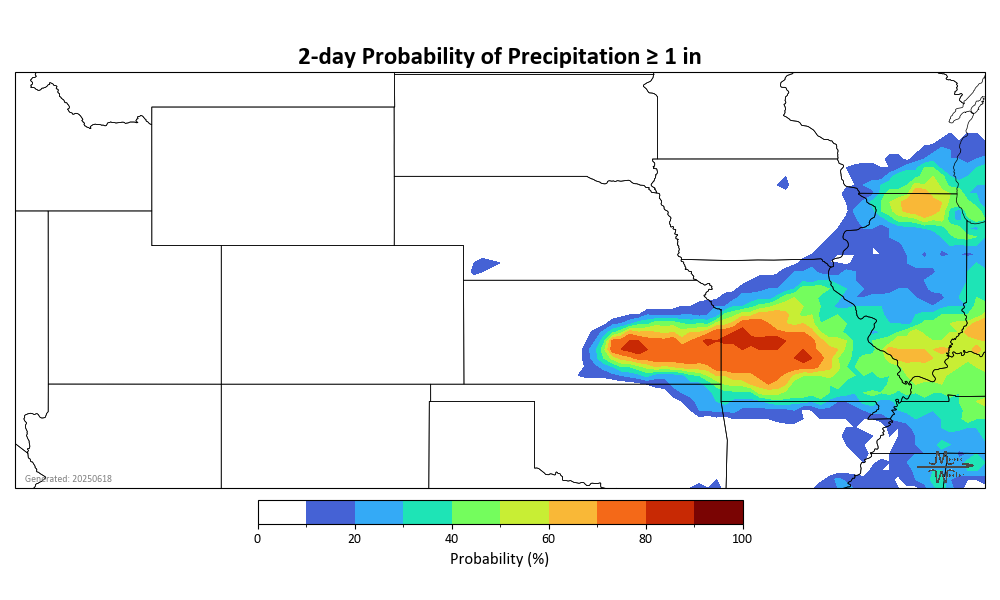 2-day Probability of Precipitation ≥ 1 in
Generated: 20250618
0 20 40 60 80 100
Probability (%)